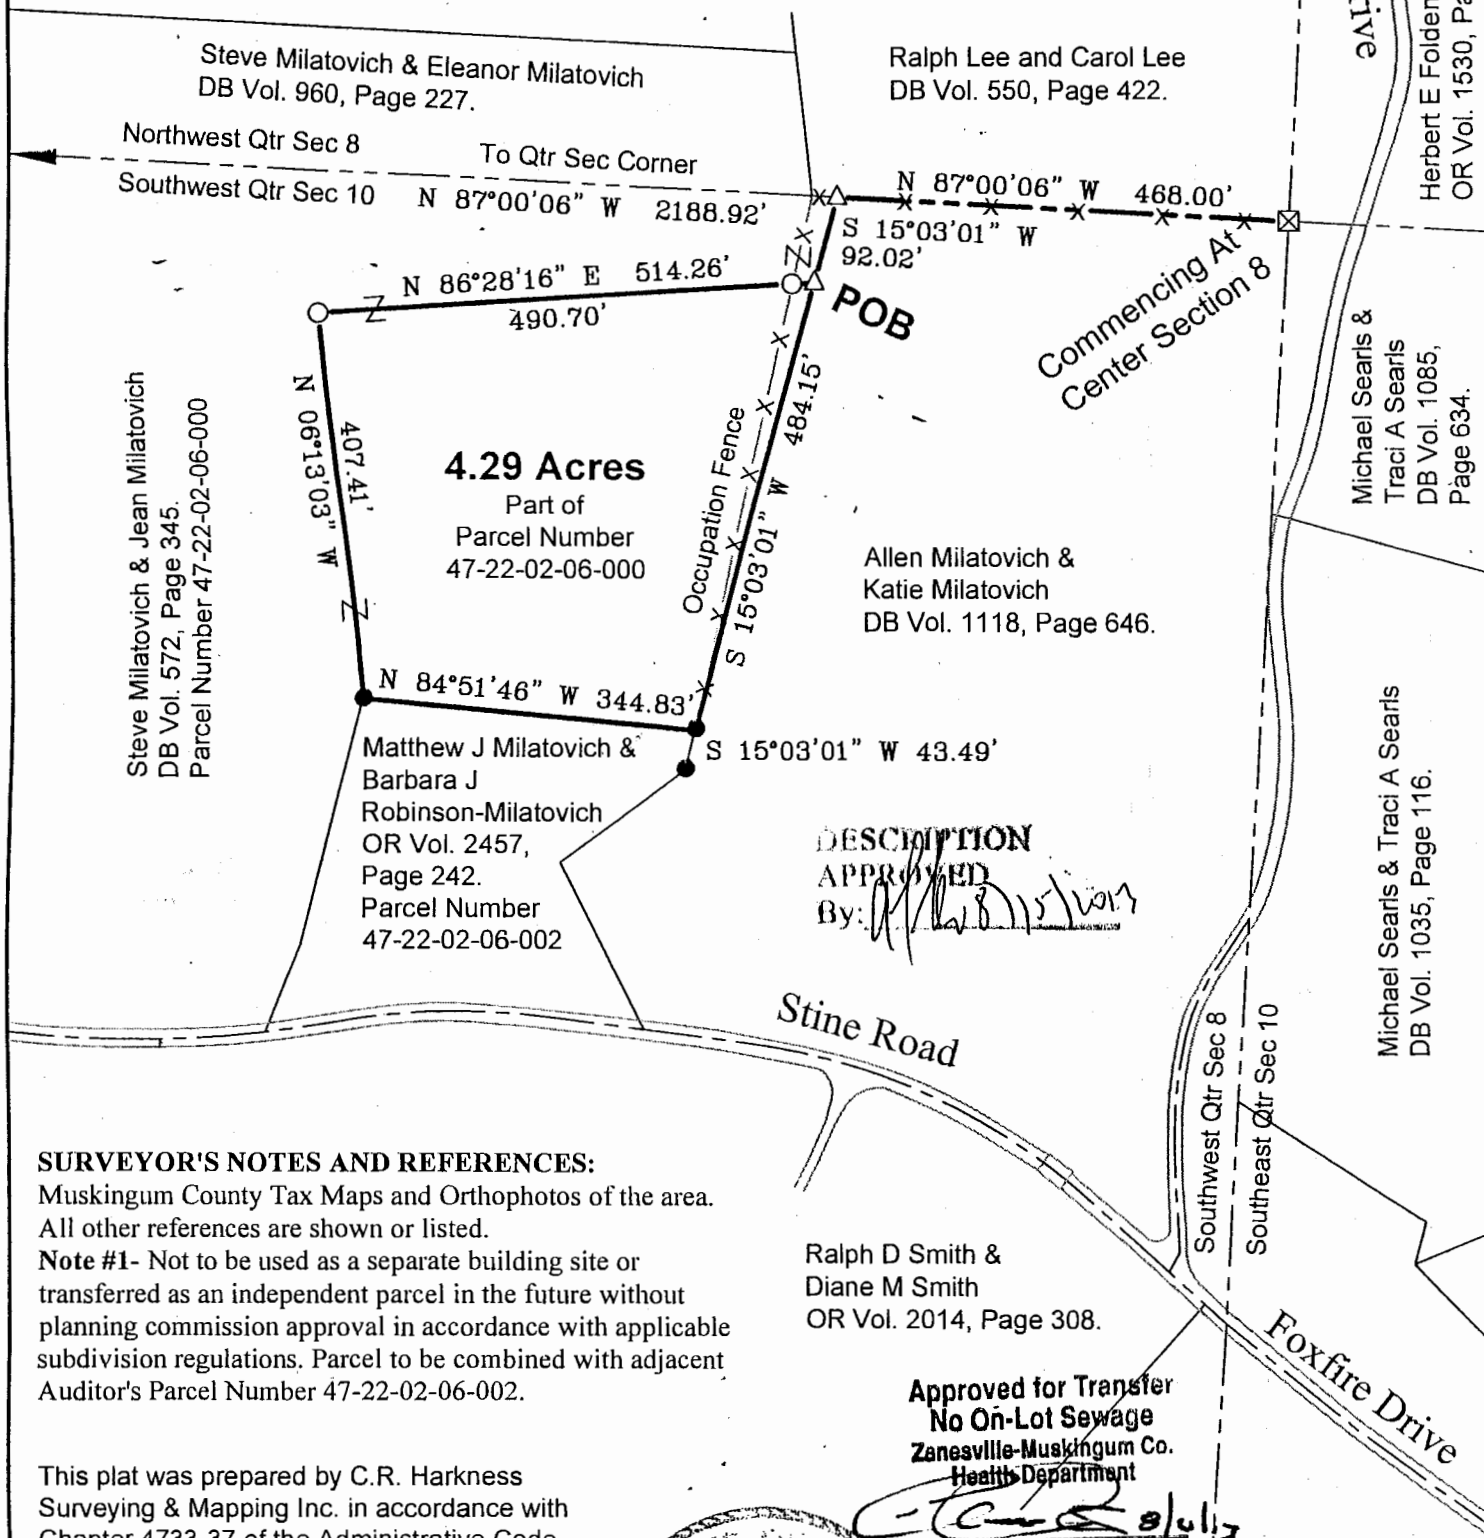 Steve Milatovich & Eleanor Milatovich
DB Vol. 960, Page 227.
Ralph Lee and Carol Lee
DB Vol. 550, Page 422.
rive
Herbert E Folden
OR Vol. 1530, Pa
Northwest Qtr Sec 8
To Qtr Sec Corner
Southwest Qtr Sec 10
N 87°00'06" W 2188.92'
N 87°00'06" W 468.00'
S 15°03'01" W
92.02'
N 86°28'16" E 514.26'
490.70'
POB
Commencing At
Center Section 8
N 06°13'03" W
407.41'
Steve Milatovich & Jean Milatovich
DB Vol. 572, Page 345.
Parcel Number 47-22-02-06-000
4.29 Acres
Part of
Parcel Number
47-22-02-06-000
Occupation Fence
S 15°03'01" W 484.15'
Michael Searls &
Traci A Searls
DB Vol. 1085,
Page 634.
Allen Milatovich &
Katie Milatovich
DB Vol. 1118, Page 646.
N 84°51'46" W 344.83'
S 15°03'01" W 43.49'
Matthew J Milatovich &
Barbara J
Robinson-Milatovich
OR Vol. 2457,
Page 242.
Parcel Number
47-22-02-06-002
DESCRIPTION
APPROVED
By: 8/15/2013
Michael Searls & Traci A Searls
DB Vol. 1035, Page 116.
Stine Road
Southwest Qtr Sec 8
Southeast Qtr Sec 10
SURVEYOR'S NOTES AND REFERENCES:
Muskingum County Tax Maps and Orthophotos of the area.
All other references are shown or listed.
Note #1- Not to be used as a separate building site or
transferred as an independent parcel in the future without
planning commission approval in accordance with applicable
subdivision regulations. Parcel to be combined with adjacent
Auditor's Parcel Number 47-22-02-06-002.
Ralph D Smith &
Diane M Smith
OR Vol. 2014, Page 308.
Foxfire Drive
Approved for Transfer
No On-Lot Sewage
Zanesville-Muskingum Co.
Health Department
This plat was prepared by C.R. Harkness
Surveying & Mapping Inc. in accordance with
Chapter 4733-37 of the Administrative Code